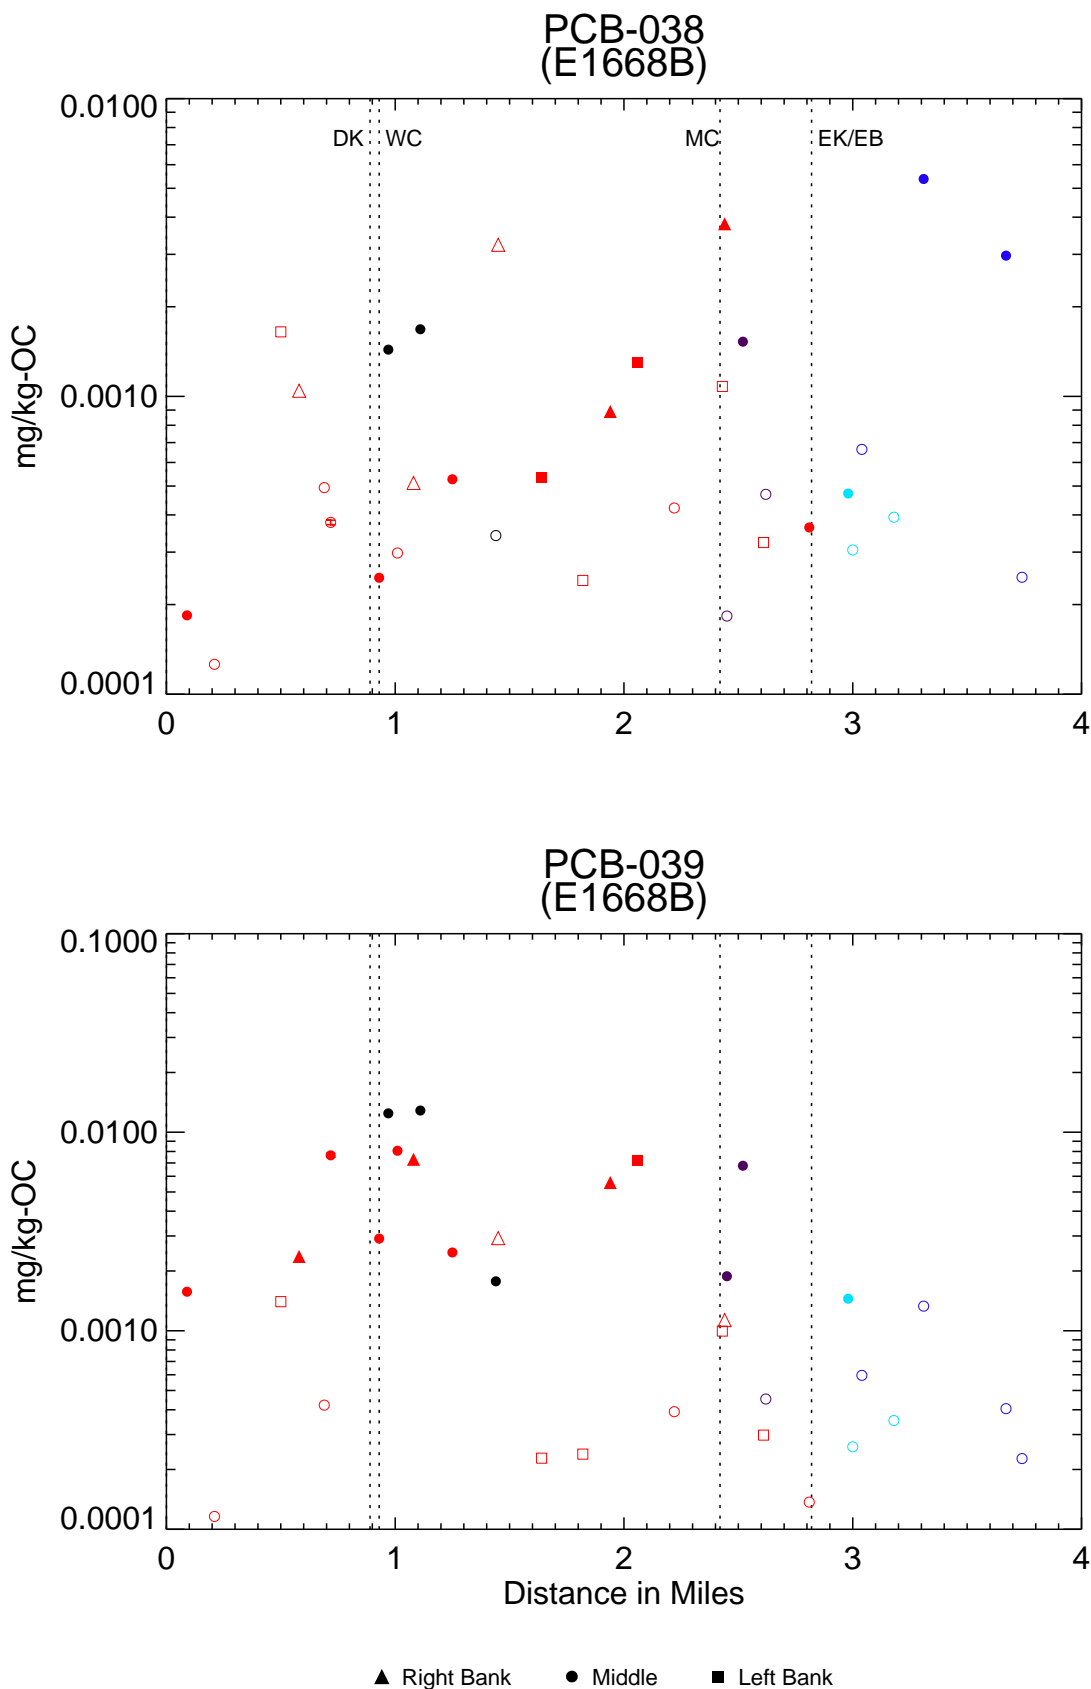 PCB-038
(E1668B)
0.0100
DK WC MC EK/EB
0.0010
mg/kg-OC
0.0001
0 1 2 3 4
PCB-039
(E1668B)
0.1000
0.0100
mg/kg-OC
0.0010
0.0001
0 1 2 3 4
Distance in Miles
Right Bank Middle Left Bank